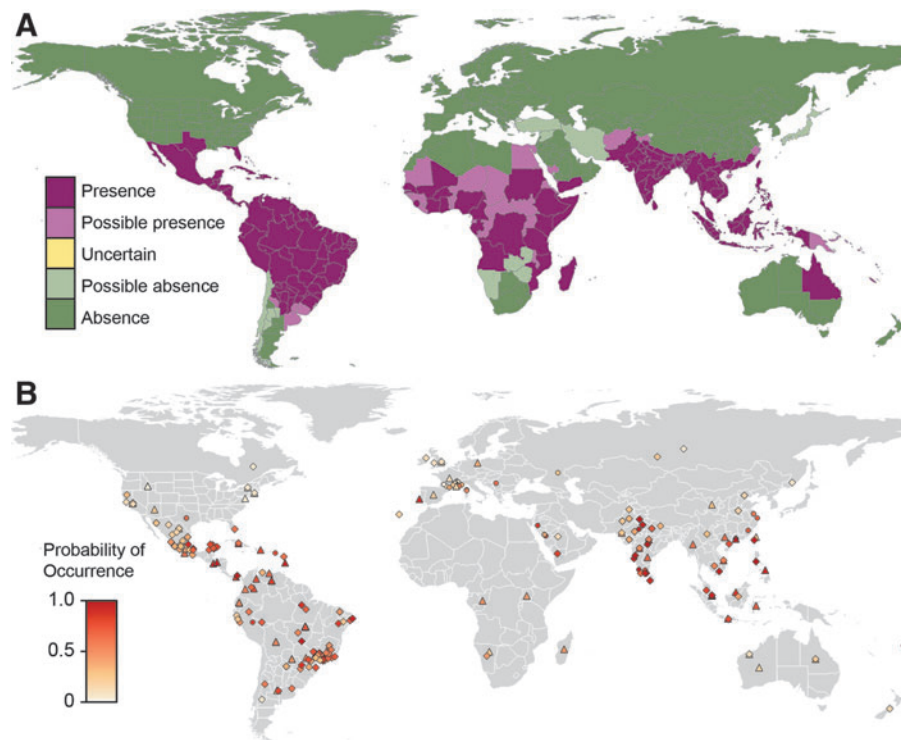 A
Presence
Possible presence
Uncertain
Possible absence
Absence
B
Probability of
Occurrence
1.0
0.5
0